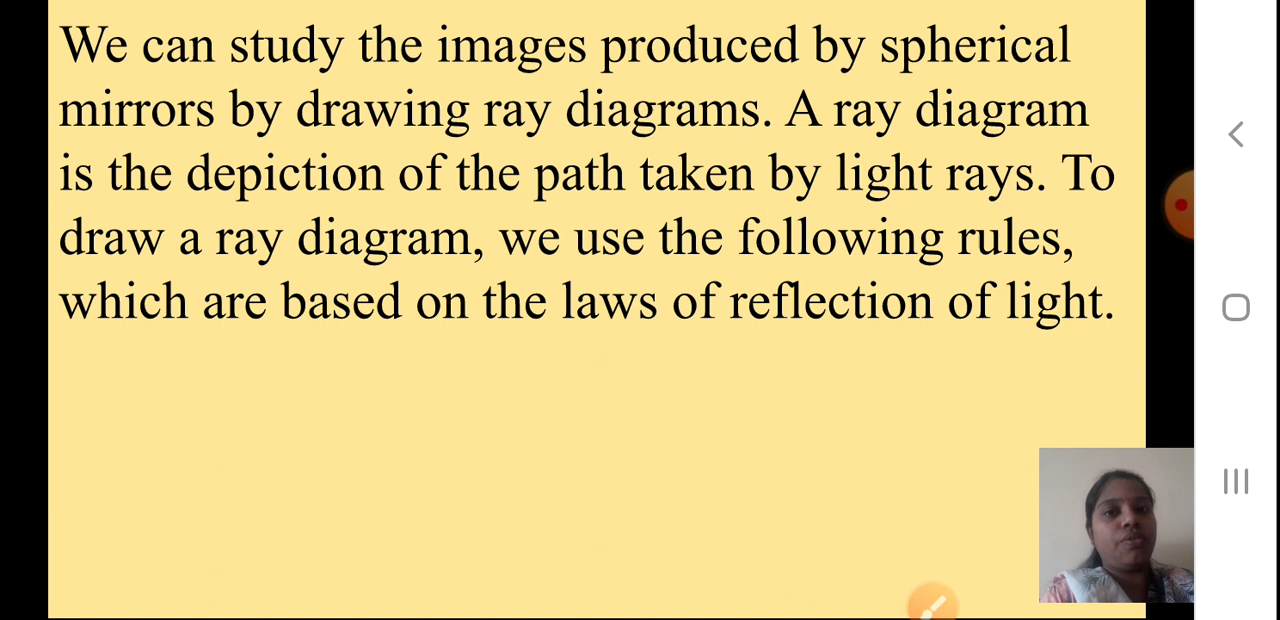 We can study the images produced by spherical
mirrors by drawing ray diagrams. A ray diagram
is the depiction of the path taken by light rays. To
draw a ray diagram, we use the following rules,
which are based on the laws of reflection of light.